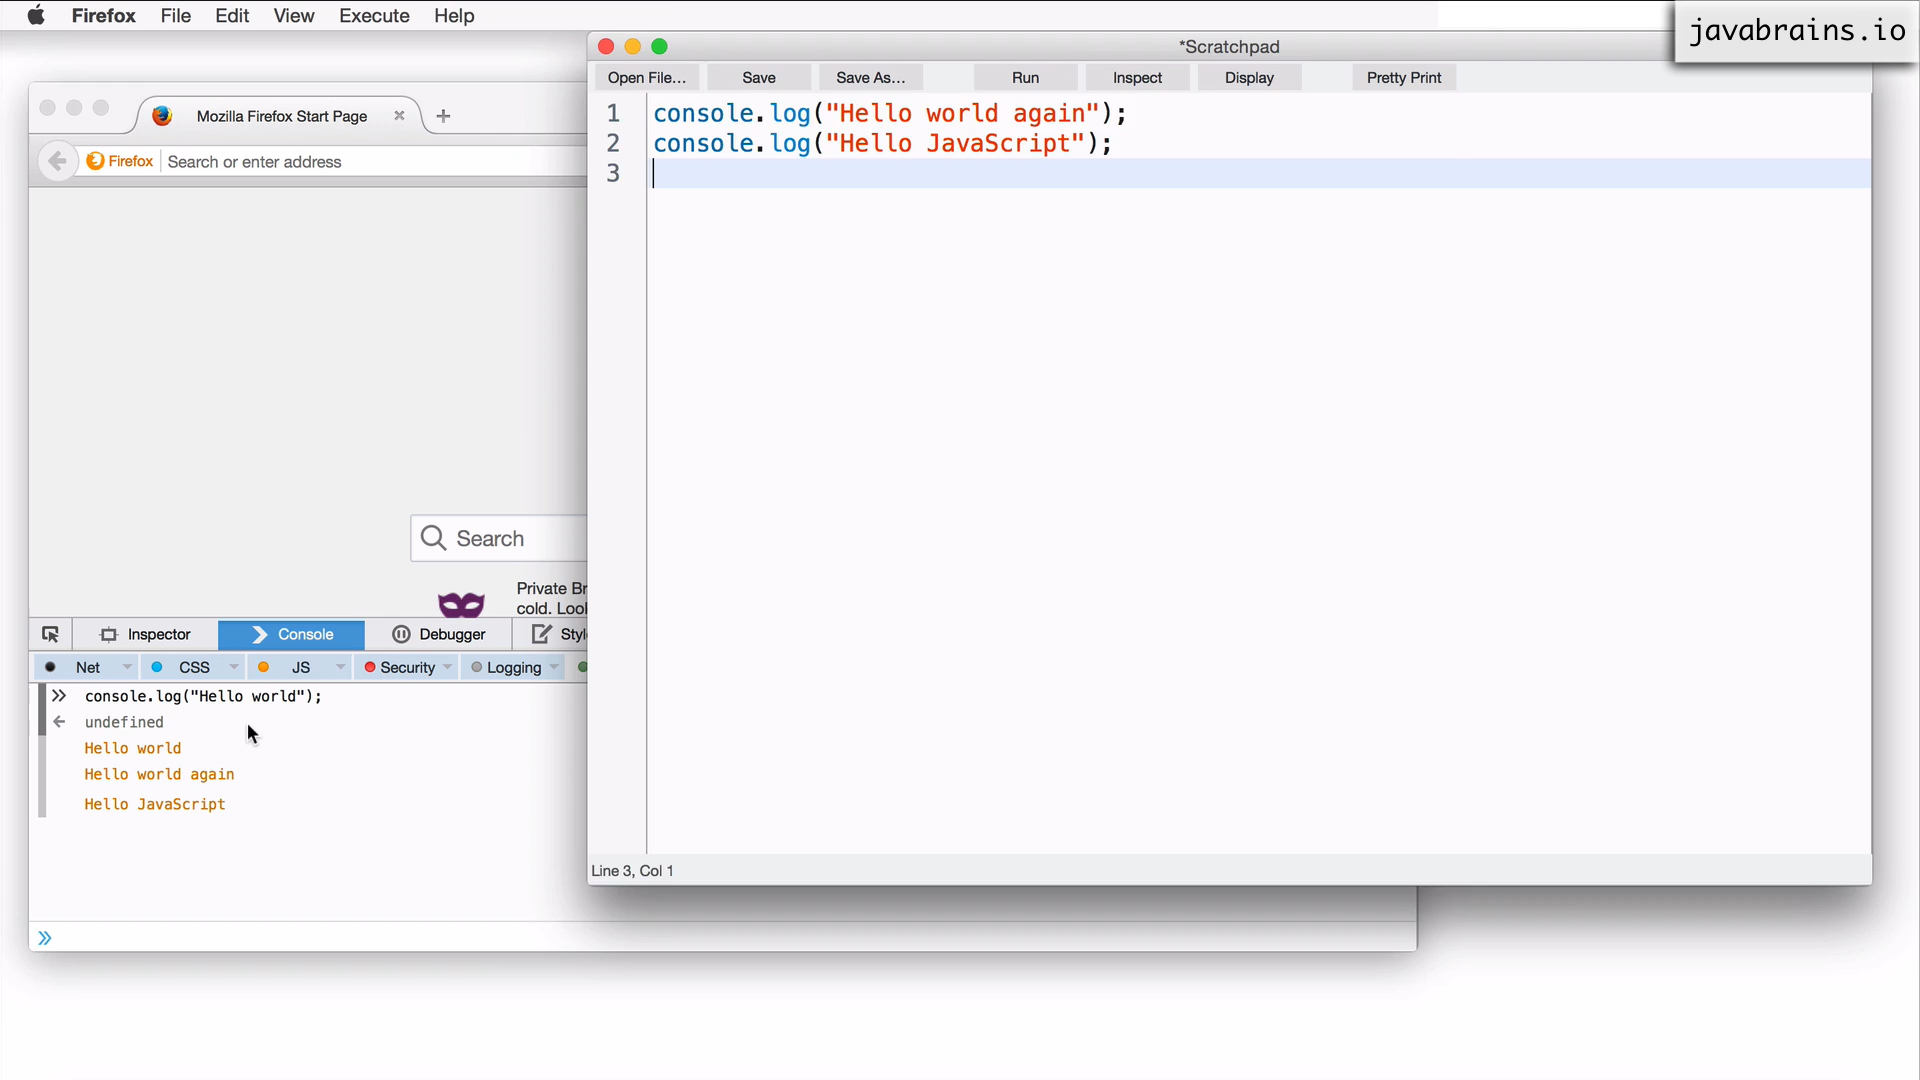 Firefox File Edit View Execute Help
javabrains.io
*Scratchpad
Open File... Save Save As... Run Inspect Display Pretty Print
1 console.log("Hello world again");
2 console.log("Hello JavaScript");
3
Line 3, Col 1
Mozilla Firefox Start Page
Firefox Search or enter address
Search
Private Br
cold. Loo
Inspector Console Debugger Styl
Net CSS JS Security Logging
console.log("Hello world");
undefined
Hello world
Hello world again
Hello JavaScript